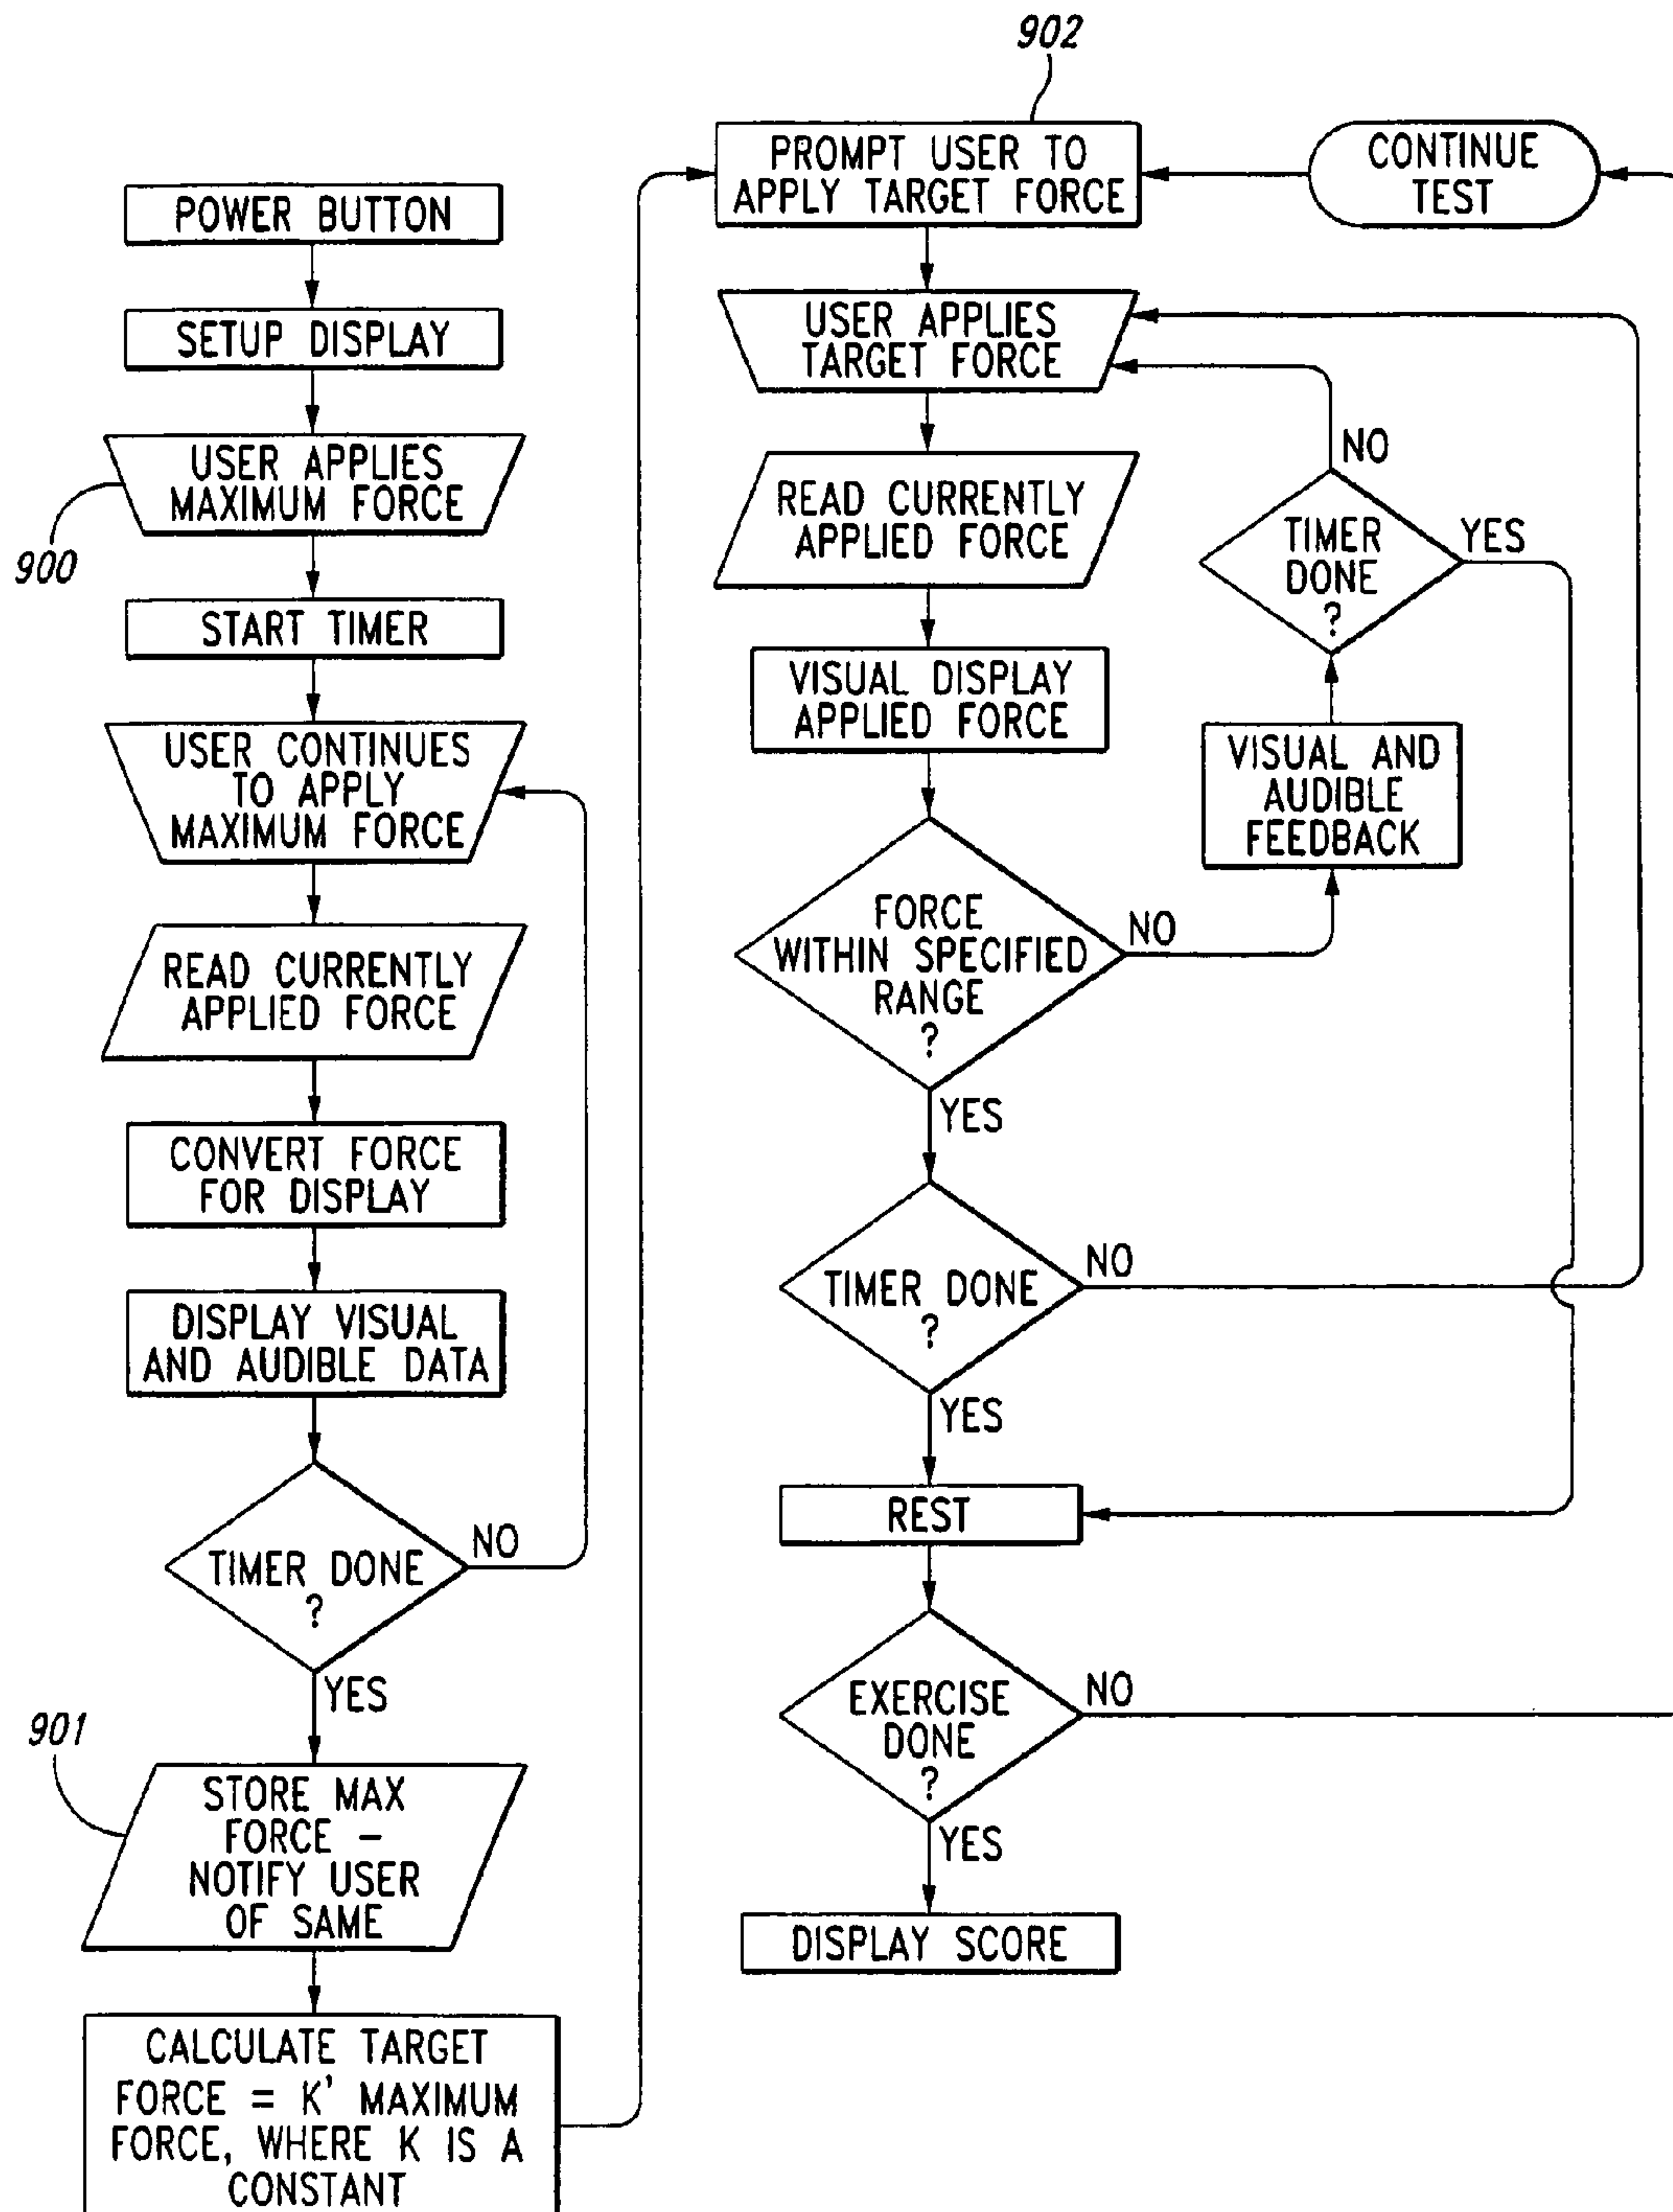 POWER BUTTON
SETUP DISPLAY
USER APPLIES
MAXIMUM FORCE
900
START TIMER
USER CONTINUES
TO APPLY
MAXIMUM FORCE
READ CURRENTLY
APPLIED FORCE
CONVERT FORCE
FOR DISPLAY
DISPLAY VISUAL
AND AUDIBLE DATA
TIMER DONE
?
NO
YES
901
STORE MAX
FORCE –
NOTIFY USER
OF SAME
CALCULATE TARGET
FORCE = K' MAXIMUM
FORCE, WHERE K IS A
CONSTANT
902
PROMPT USER TO
APPLY TARGET FORCE
CONTINUE
TEST
USER APPLIES
TARGET FORCE
READ CURRENTLY
APPLIED FORCE
VISUAL DISPLAY
APPLIED FORCE
FORCE
WITHIN SPECIFIED
RANGE
?
NO
YES
VISUAL AND
AUDIBLE
FEEDBACK
TIMER
DONE
?
NO
YES
TIMER DONE
?
NO
YES
REST
EXERCISE
DONE
?
NO
YES
DISPLAY SCORE